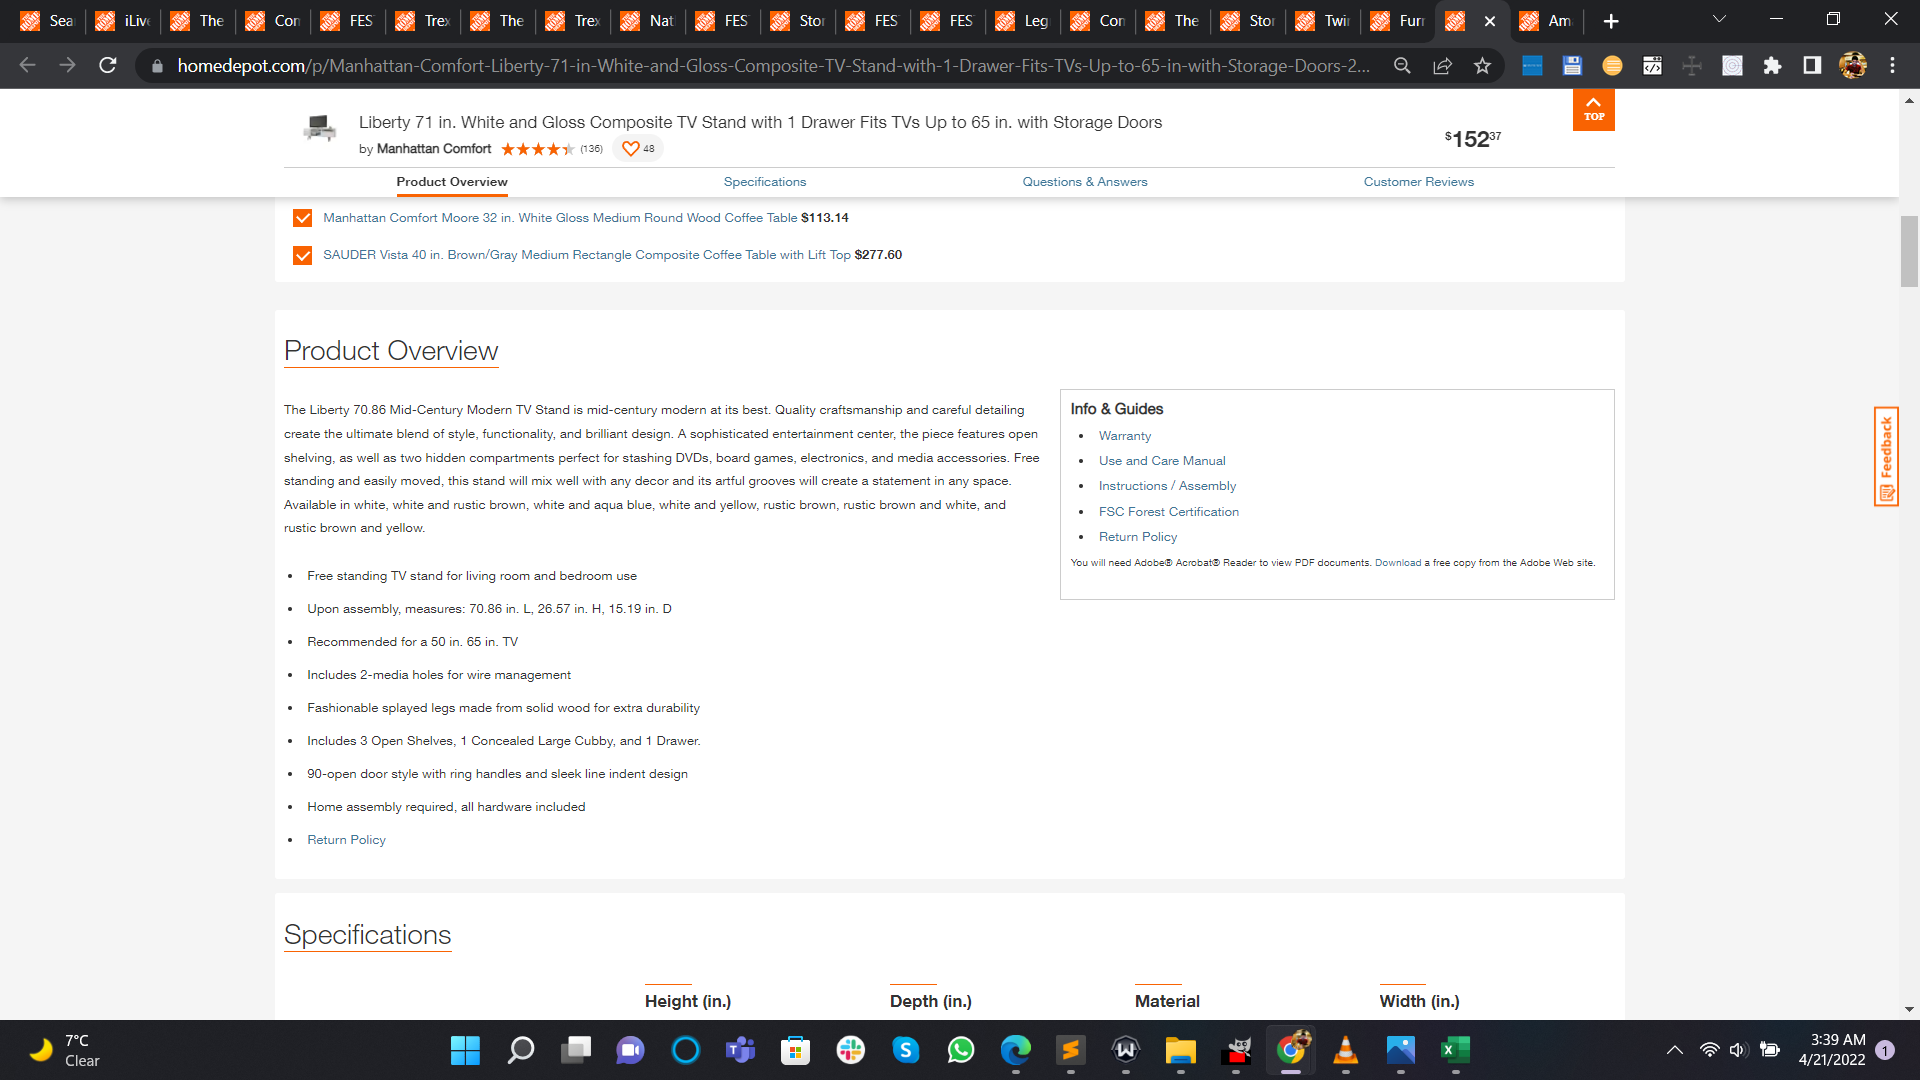 Sea
iLive
The
Con
FES
Trex
The
Trex
Nat
FES
Stor
FES
FES
Leg
Con
The
Stor
Twin
Furn
Am
homedepot.com/p/Manhattan-Comfort-Liberty-71-in-White-and-Gloss-Composite-TV-Stand-with-1-Drawer-Fits-TVs-Up-to-65-in-with-Storage-Doors-2...
Liberty 71 in. White and Gloss Composite TV Stand with 1 Drawer Fits TVs Up to 65 in. with Storage Doors
by Manhattan Comfort (136) 48
$15237
TOP
Product Overview Specifications Questions & Answers Customer Reviews
Manhattan Comfort Moore 32 in. White Gloss Medium Round Wood Coffee Table $113.14
SAUDER Vista 40 in. Brown/Gray Medium Rectangle Composite Coffee Table with Lift Top $277.60
Product Overview
The Liberty 70.86 Mid-Century Modern TV Stand is mid-century modern at its best. Quality craftsmanship and careful detailing
create the ultimate blend of style, functionality, and brilliant design. A sophisticated entertainment center, the piece features open
shelving, as well as two hidden compartments perfect for stashing DVDs, board games, electronics, and media accessories. Free
standing and easily moved, this stand will mix well with any decor and its artful grooves will create a statement in any space.
Available in white, white and rustic brown, white and aqua blue, white and yellow, rustic brown, rustic brown and white, and
rustic brown and yellow.
Free standing TV stand for living room and bedroom use
Upon assembly, measures: 70.86 in. L, 26.57 in. H, 15.19 in. D
Recommended for a 50 in. 65 in. TV
Includes 2-media holes for wire management
Fashionable splayed legs made from solid wood for extra durability
Includes 3 Open Shelves, 1 Concealed Large Cubby, and 1 Drawer.
90-open door style with ring handles and sleek line indent design
Home assembly required, all hardware included
Return Policy
Info & Guides
Warranty
Use and Care Manual
Instructions / Assembly
FSC Forest Certification
Return Policy
You will need Adobe® Acrobat® Reader to view PDF documents. Download a free copy from the Adobe Web site.
Feedback
Specifications
Height (in.) Depth (in.) Material Width (in.)
7°C
Clear
3:39 AM
4/21/2022
1